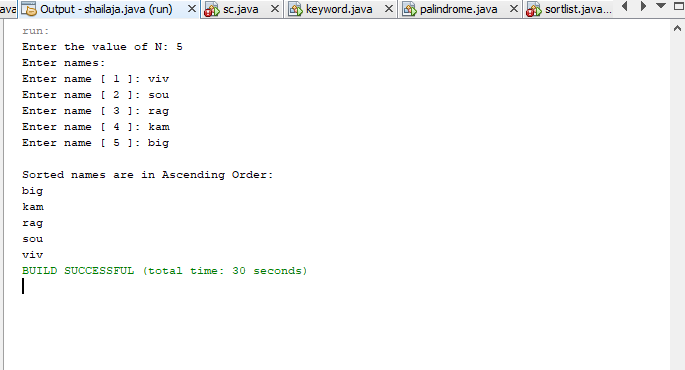 ava Output - shailaja.java (run) sc.java keyword.java palindrome.java sortlist.java...
run:
Enter the value of N: 5
Enter names:
Enter name [ 1 ]: viv
Enter name [ 2 ]: sou
Enter name [ 3 ]: rag
Enter name [ 4 ]: kam
Enter name [ 5 ]: big
Sorted names are in Ascending Order:
big
kam
rag
sou
viv
BUILD SUCCESSFUL (total time: 30 seconds)